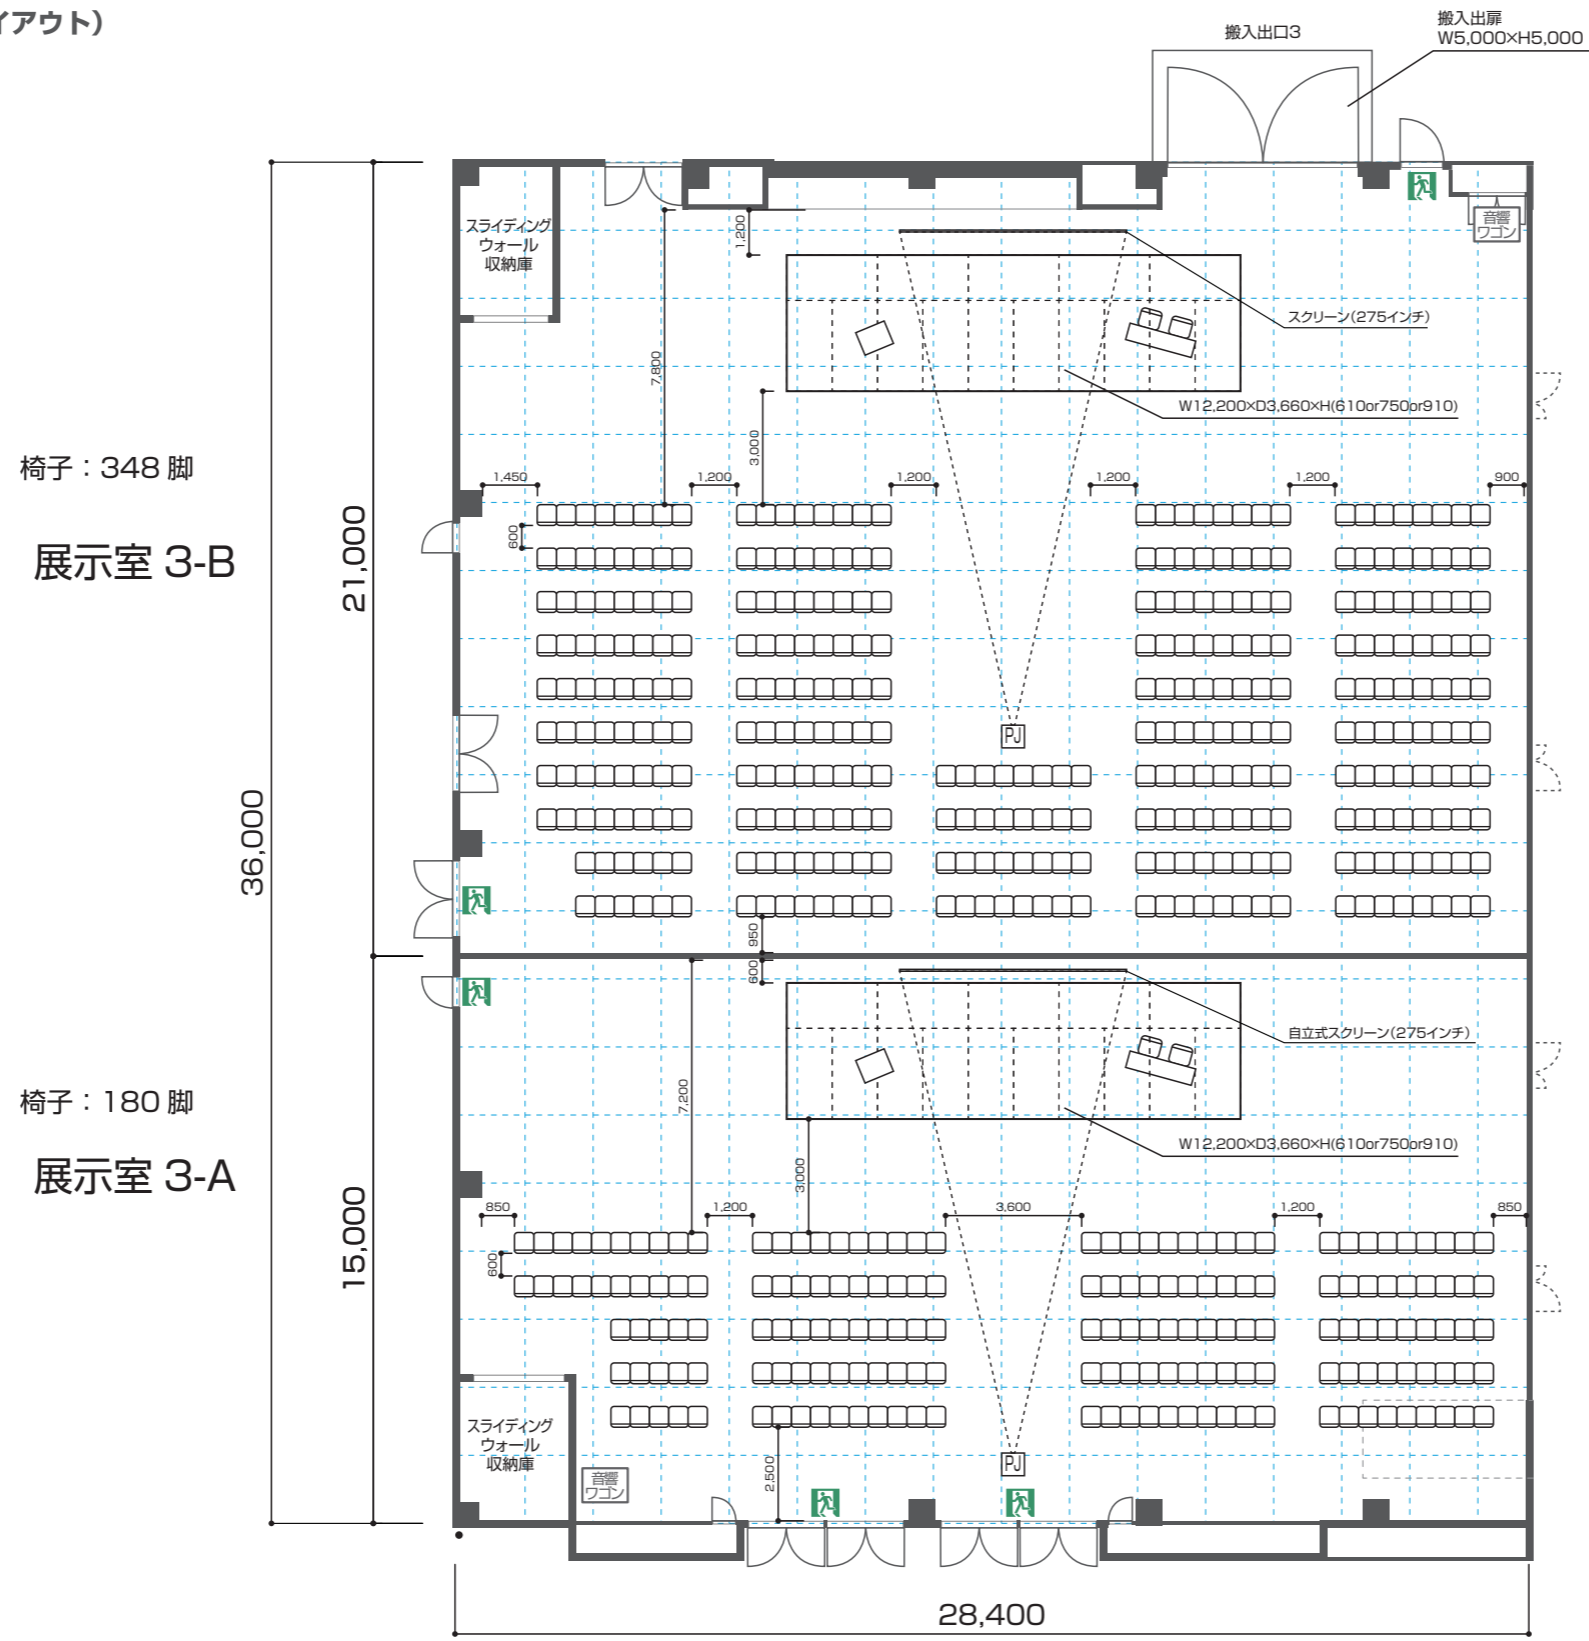 イアウト)
搬入出口3
搬入出扉
W5,000×H5,000
スライディング
ウォール
収納庫
1,200
音響
ワゴン
スクリーン(275インチ)
7,800
W12,200×D3,660×H(610or750or910)
3,000
椅子：348 脚
展示室 3-B
21,000
36,000
1,450
1,200
1,200
1,200
1,200
900
600
PJ
950
600
自立式スクリーン(275インチ)
7,200
W12,200×D3,660×H(610or750or910)
3,000
椅子：180 脚
展示室 3-A
15,000
850
1,200
3,600
1,200
850
600
スライディング
ウォール
収納庫
音響
ワゴン
2,500
PJ
28,400